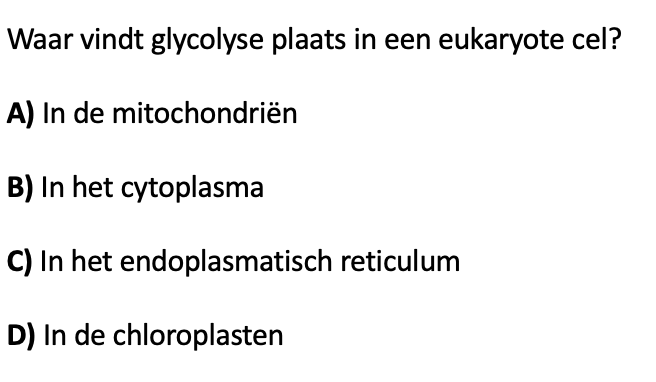 Waar vindt glycolyse plaats in een eukaryote cel?
A) In de mitochondriën
B) In het cytoplasma
C) In het endoplasmatisch reticulum
D) In de chloroplasten